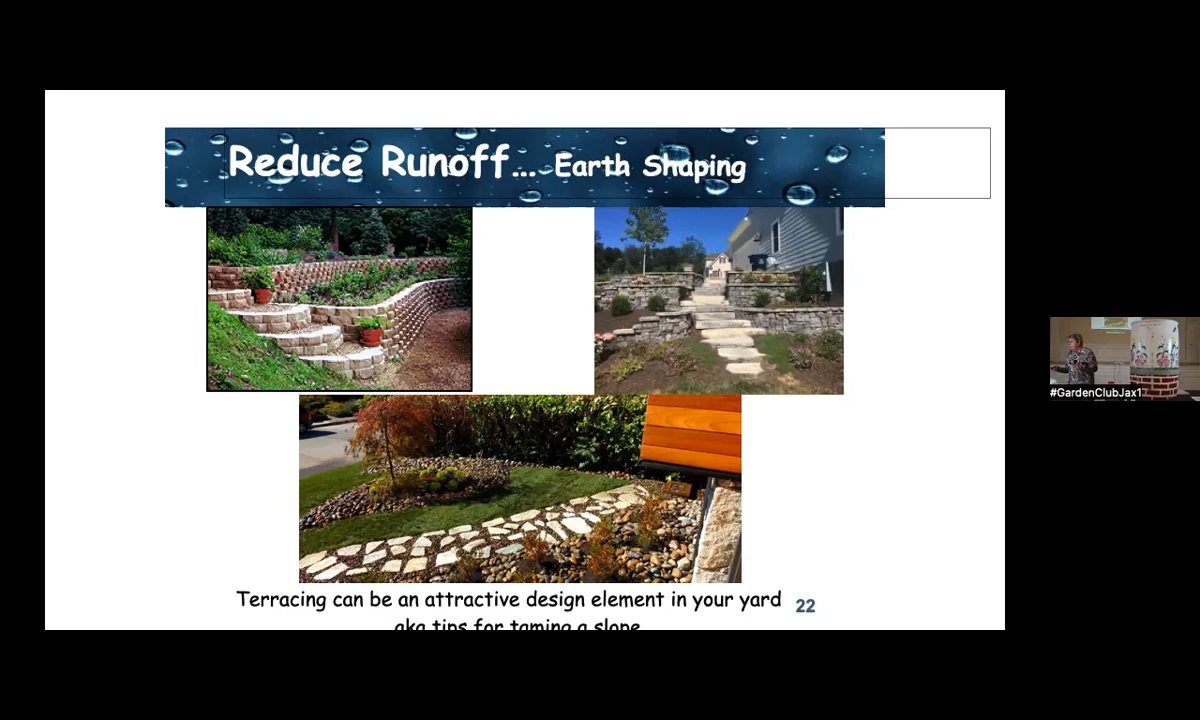 Reduce Runoff... Earth Shaping
Terracing can be an attractive design element in your yard
22
aka tips for taming a slope
#GardenClubJax1